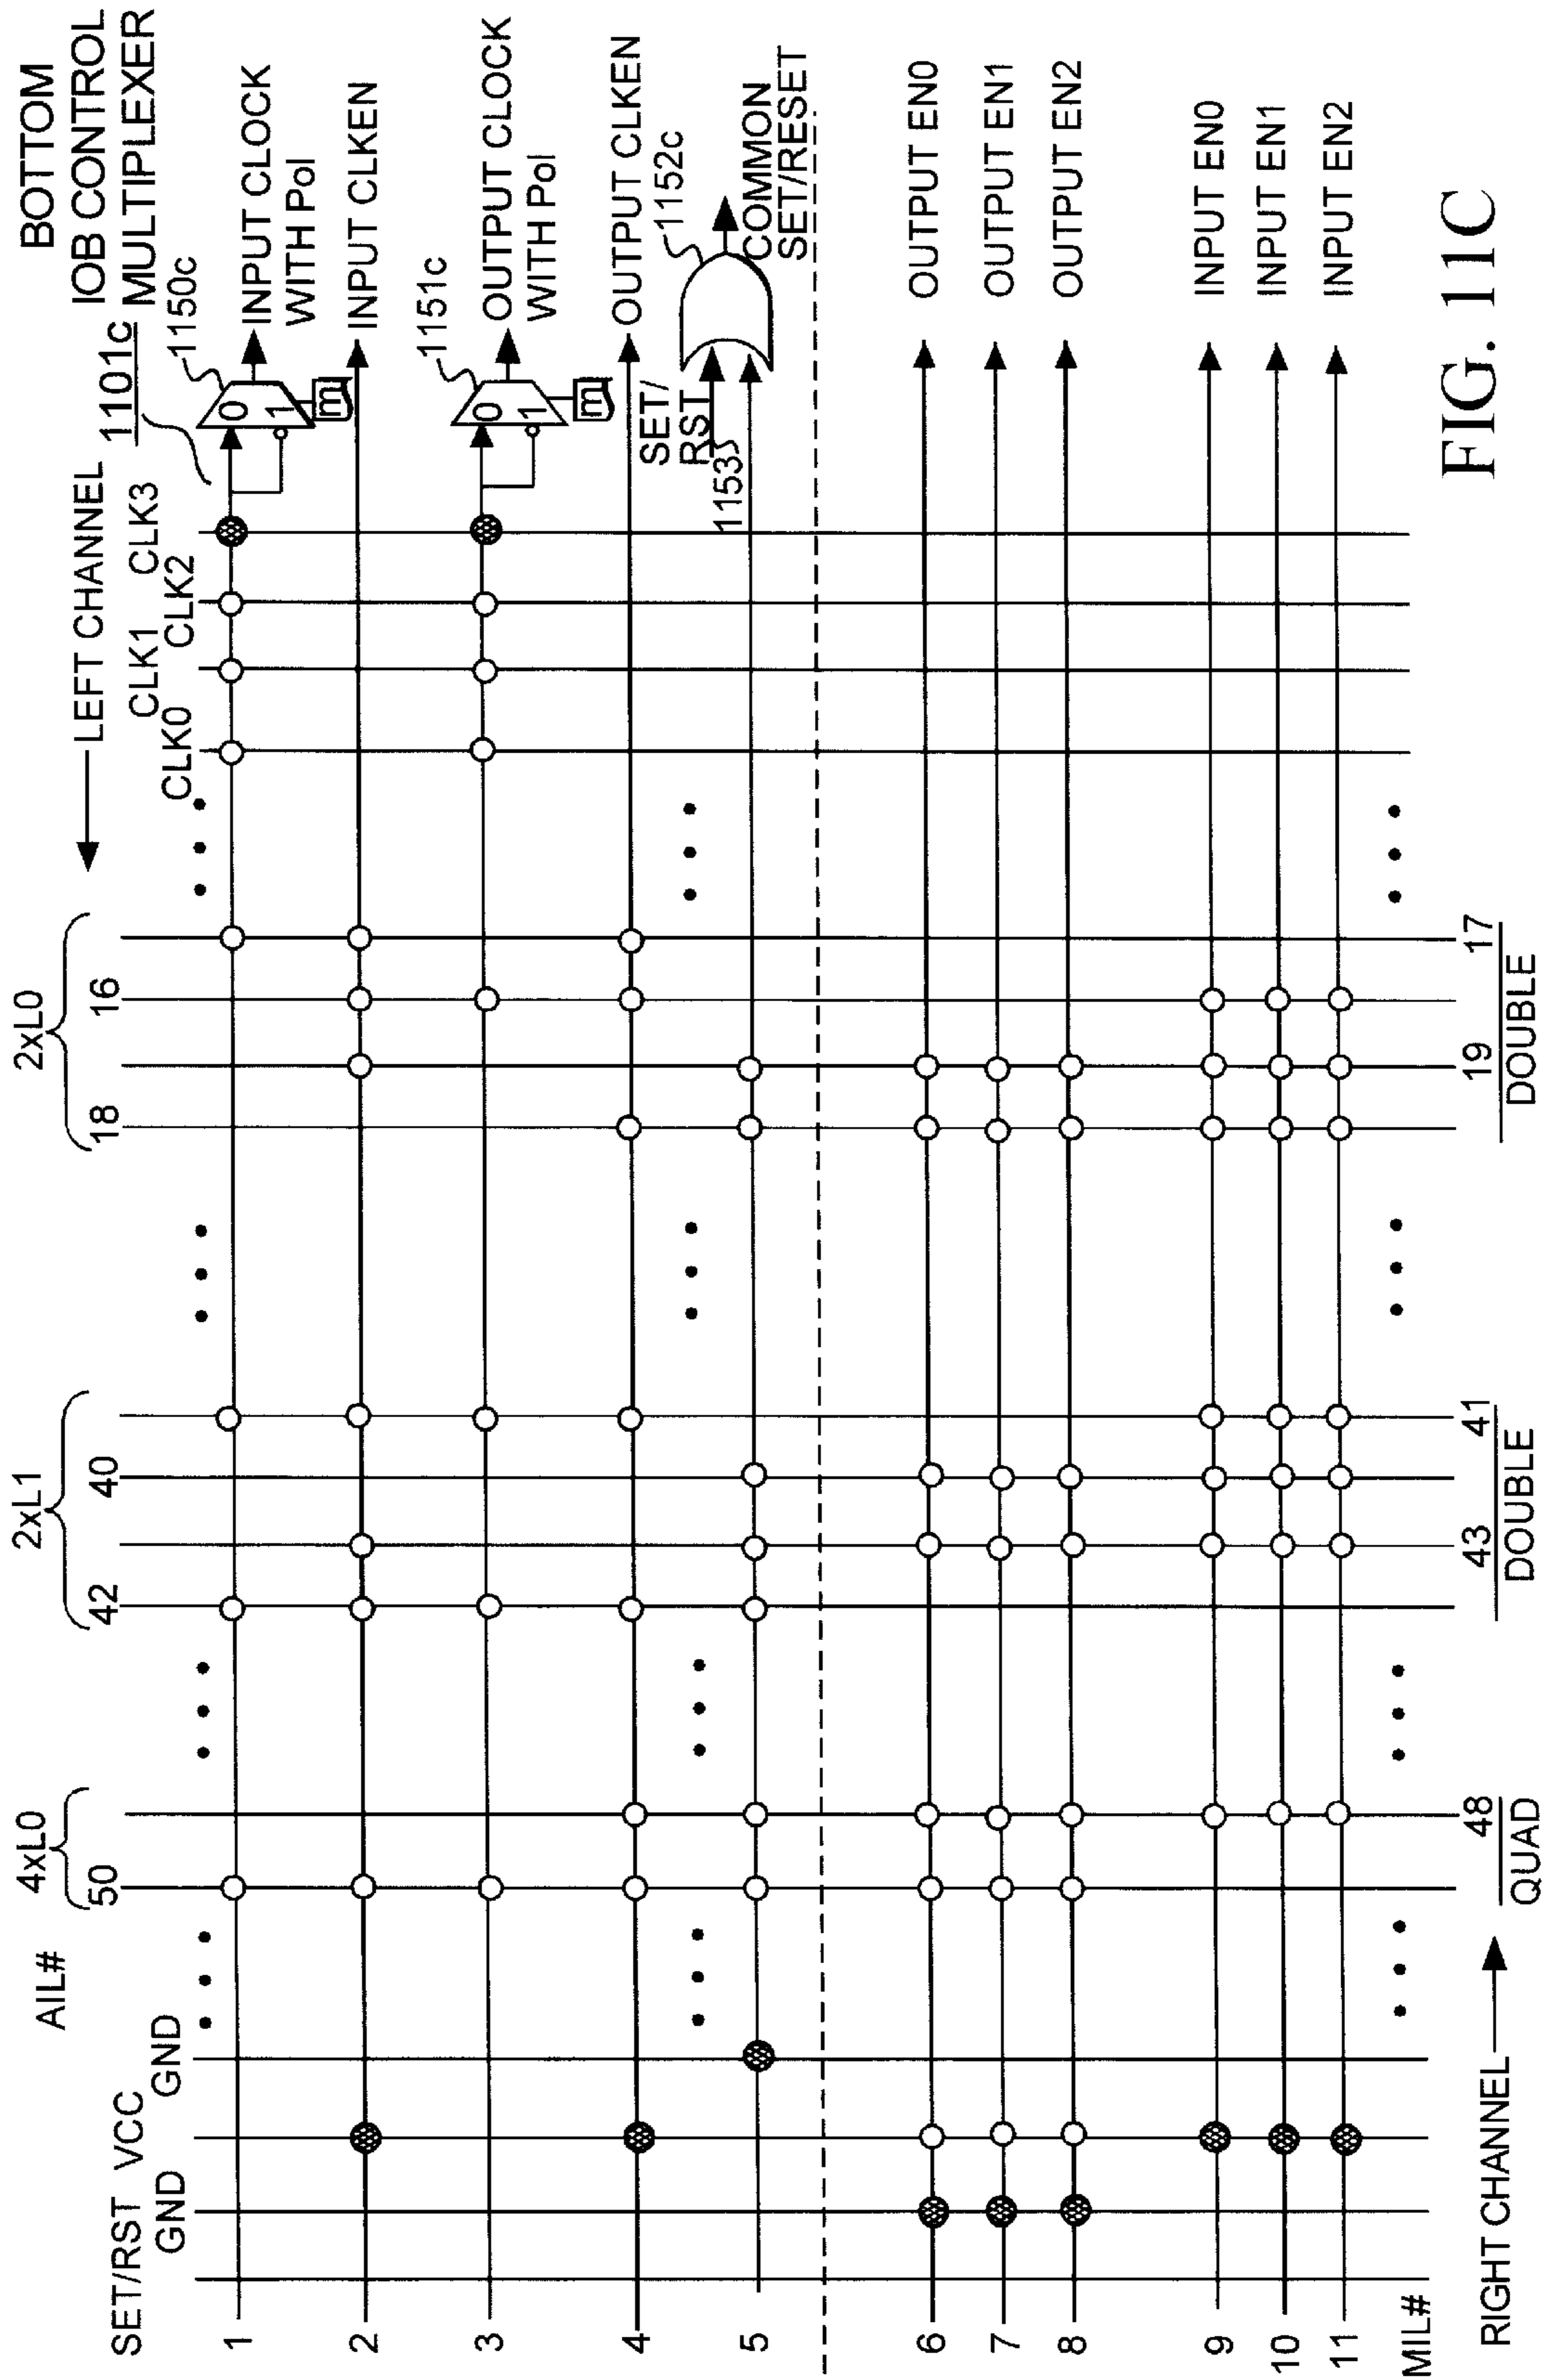 BOTTOM
IOB CONTROL
MULTIPLEXER
1101c
LEFT CHANNEL
AIL#
4xL0
2xL1
2xL0
50
42
40
18
16
SET/RST
GND
VCC
GND
CLK0
CLK1
CLK2
CLK3
1
0
1
m
1150c
INPUT CLOCK
WITH Pol
2
INPUT CLKEN
3
0
1
m
1151c
OUTPUT CLOCK
WITH Pol
4
OUTPUT CLKEN
5
SET/
RST
1153
1152c
COMMON
SET/RESET
6
OUTPUT EN0
7
OUTPUT EN1
8
OUTPUT EN2
9
INPUT EN0
10
INPUT EN1
11
INPUT EN2
MIL#
48
43
41
19
17
QUAD
DOUBLE
DOUBLE
RIGHT CHANNEL
FIG. 11C